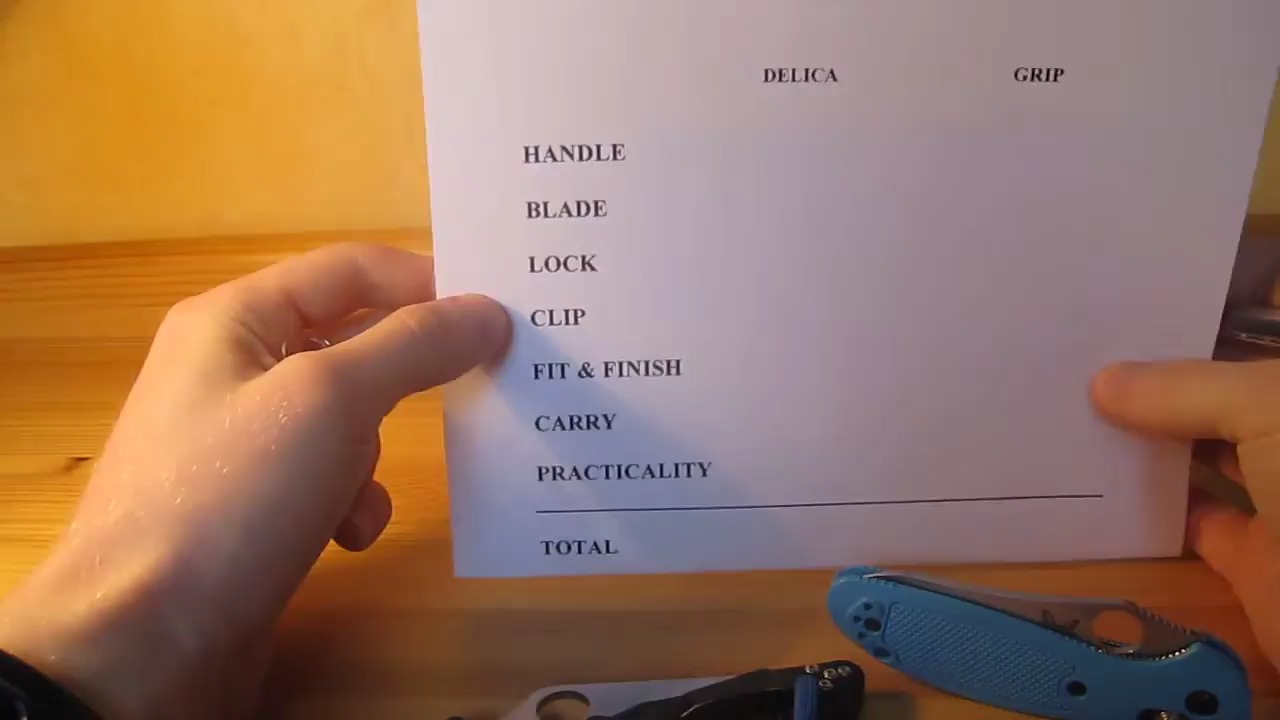 DELICA GRIP
HANDLE
BLADE
LOCK
CLIP
FIT & FINISH
CARRY
PRACTICALITY
TOTAL